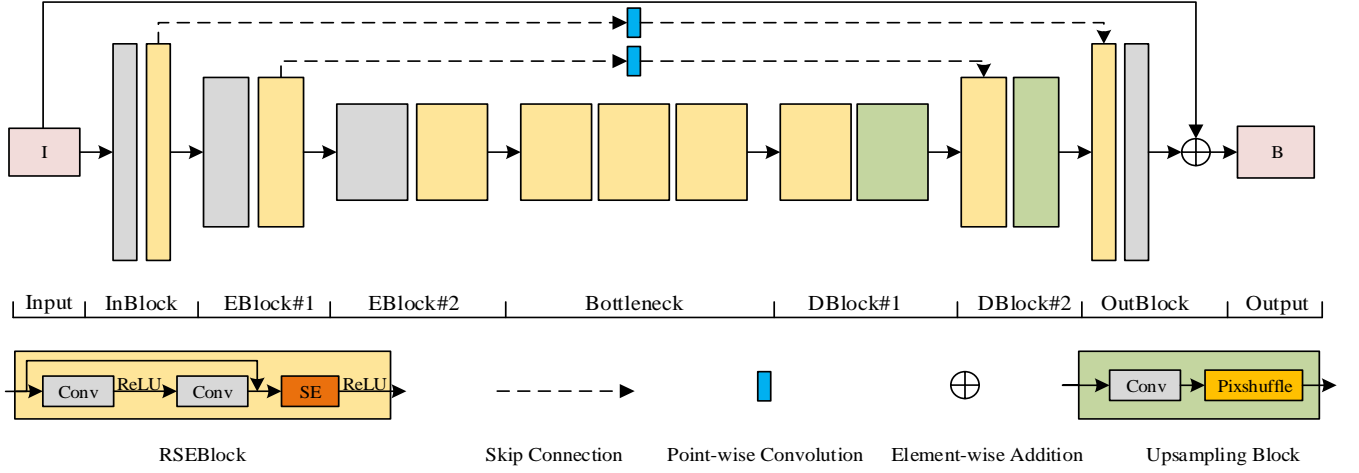 I
B
Input InBlock EBlock#1 EBlock#2 Bottleneck DBlock#1 DBlock#2 OutBlock Output
Conv ReLU Conv SE ReLU
Conv Pixshuffle
RSEBlock Skip Connection Point-wise Convolution Element-wise Addition Upsampling Block